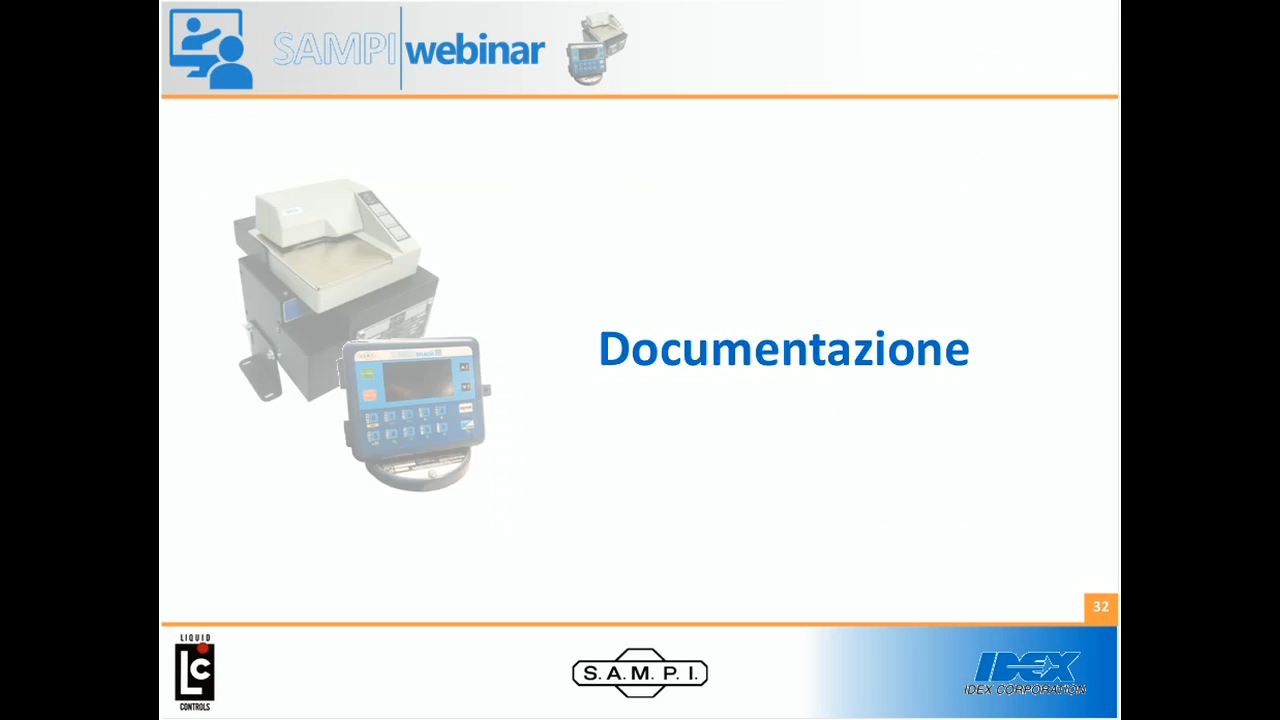 SAMPI webinar
Documentazione
32
LIQUID
LC
CONTROLS
S.A.M.P.I.
IDEX
IDEX CORPORATION